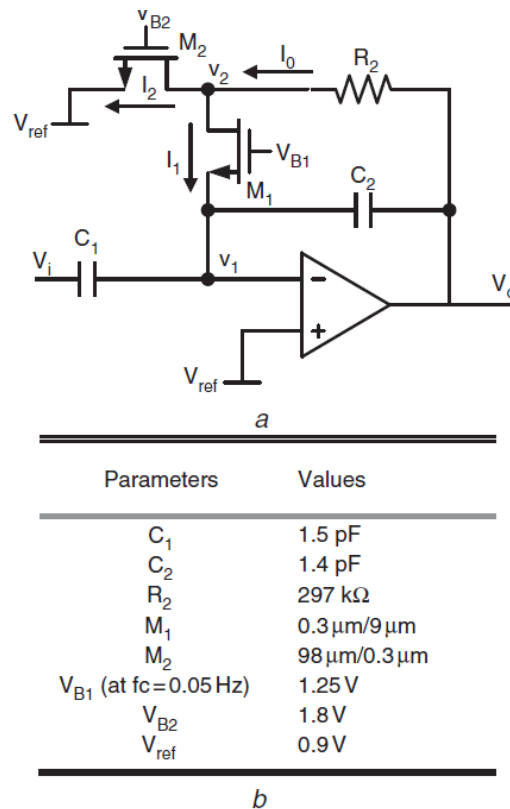 vB2
M2
I0
R2
v2
I2
Vref
I1
VB1
C2
M1
C1
Vi
v1
−
Vo
+
Vref
a
Parameters Values
C1 1.5 pF
C2 1.4 pF
R2 297 kΩ
M1 0.3 μm/9 μm
M2 98 μm/0.3 μm
VB1 (at fc=0.05 Hz) 1.25 V
VB2 1.8 V
Vref 0.9 V
b